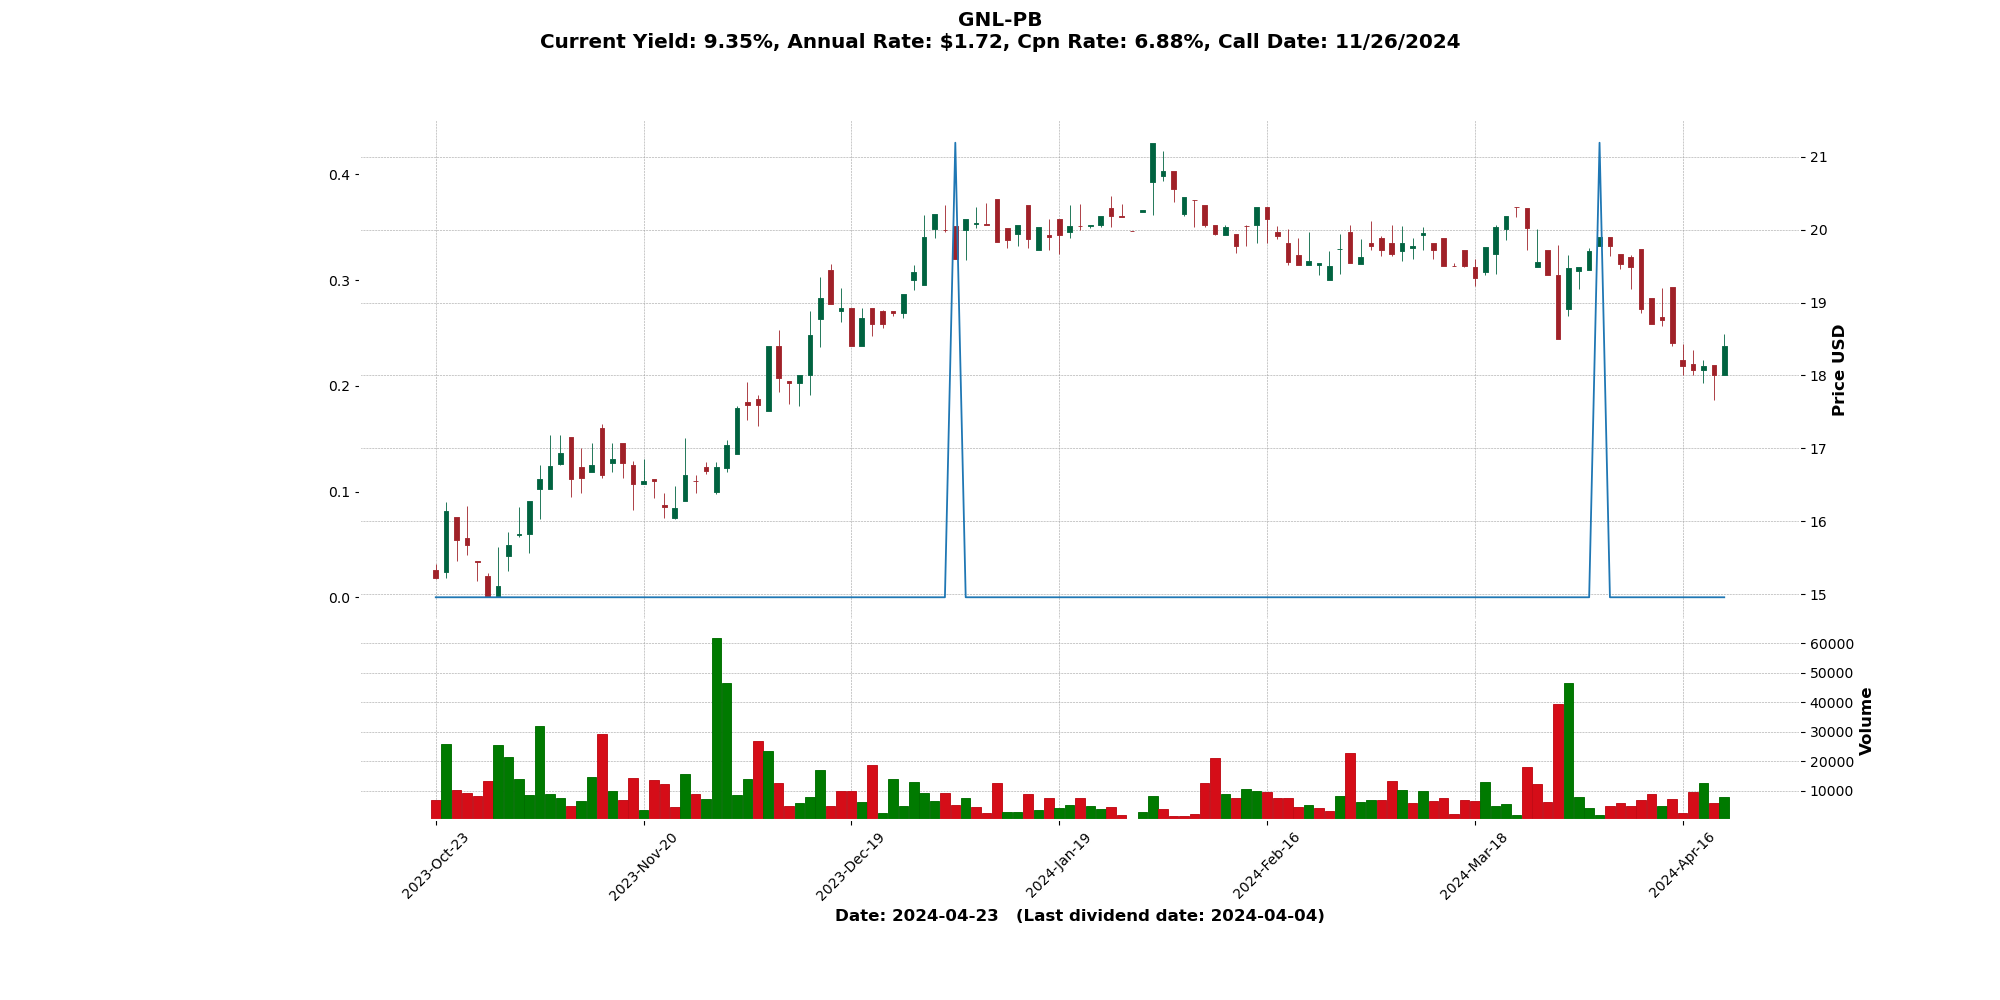 GNL-PB
Current Yield: 9.35%, Annual Rate: $1.72, Cpn Rate: 6.88%, Call Date: 11/26/2024
0.4
0.3
0.2
0.1
0.0
21
20
19
18
17
16
15
Price USD
60000
50000
40000
30000
20000
10000
Volume
2023-Oct-23
2023-Nov-20
2023-Dec-19
2024-Jan-19
2024-Feb-16
2024-Mar-18
2024-Apr-16
Date: 2024-04-23   (Last dividend date: 2024-04-04)